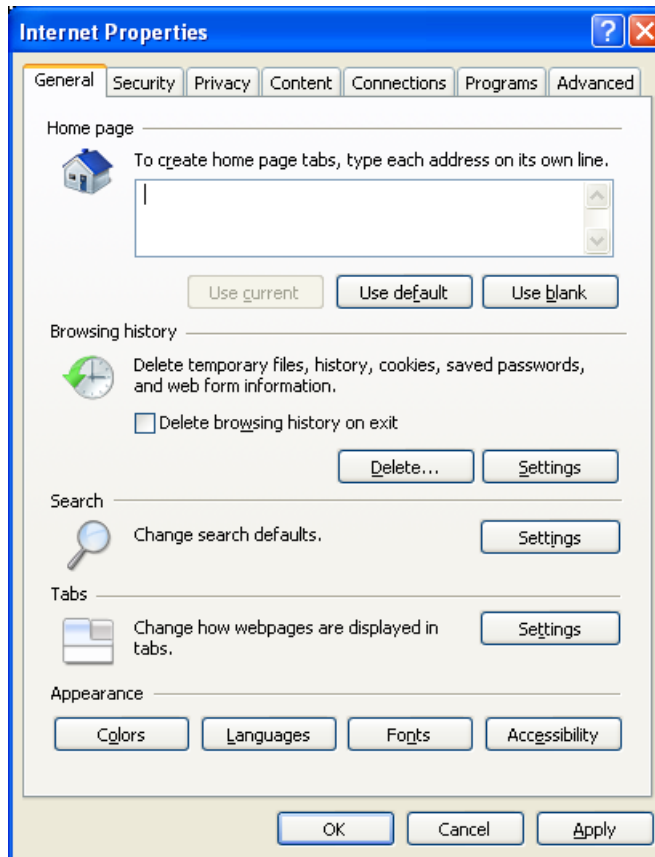 Internet Properties
General Security Privacy Content Connections Programs Advanced
Home page
To create home page tabs, type each address on its own line.
Use current Use default Use blank
Browsing history
Delete temporary files, history, cookies, saved passwords,
and web form information.
Delete browsing history on exit
Delete... Settings
Search
Change search defaults.
Settings
Tabs
Change how webpages are displayed in
tabs.
Settings
Appearance
Colors Languages Fonts Accessibility
OK Cancel Apply